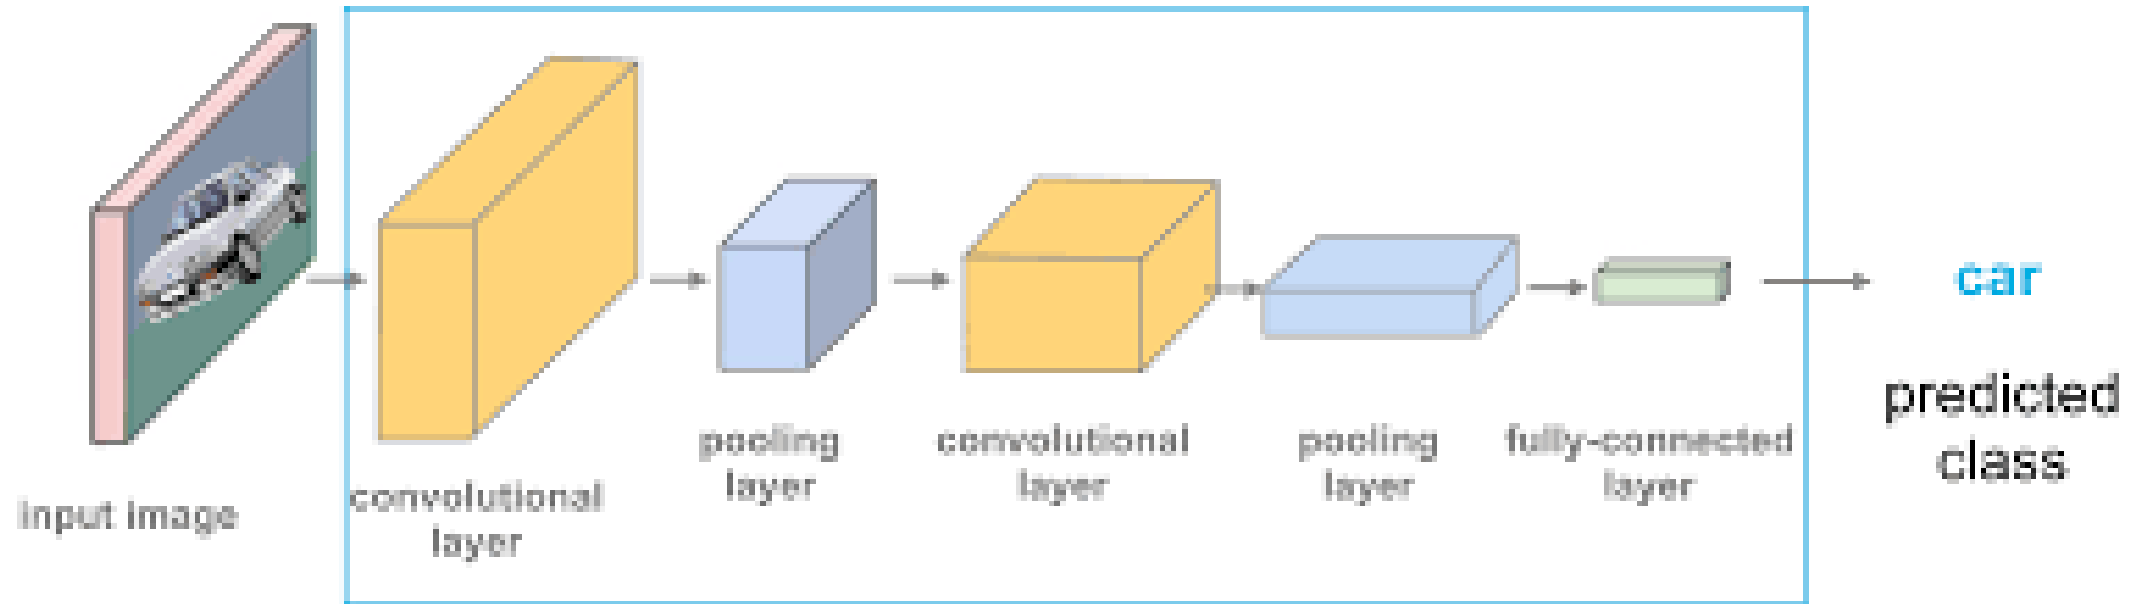 input image
convolutional
layer
pooling
layer
convolutional
layer
pooling
layer
fully-connected
layer
car
predicted
class